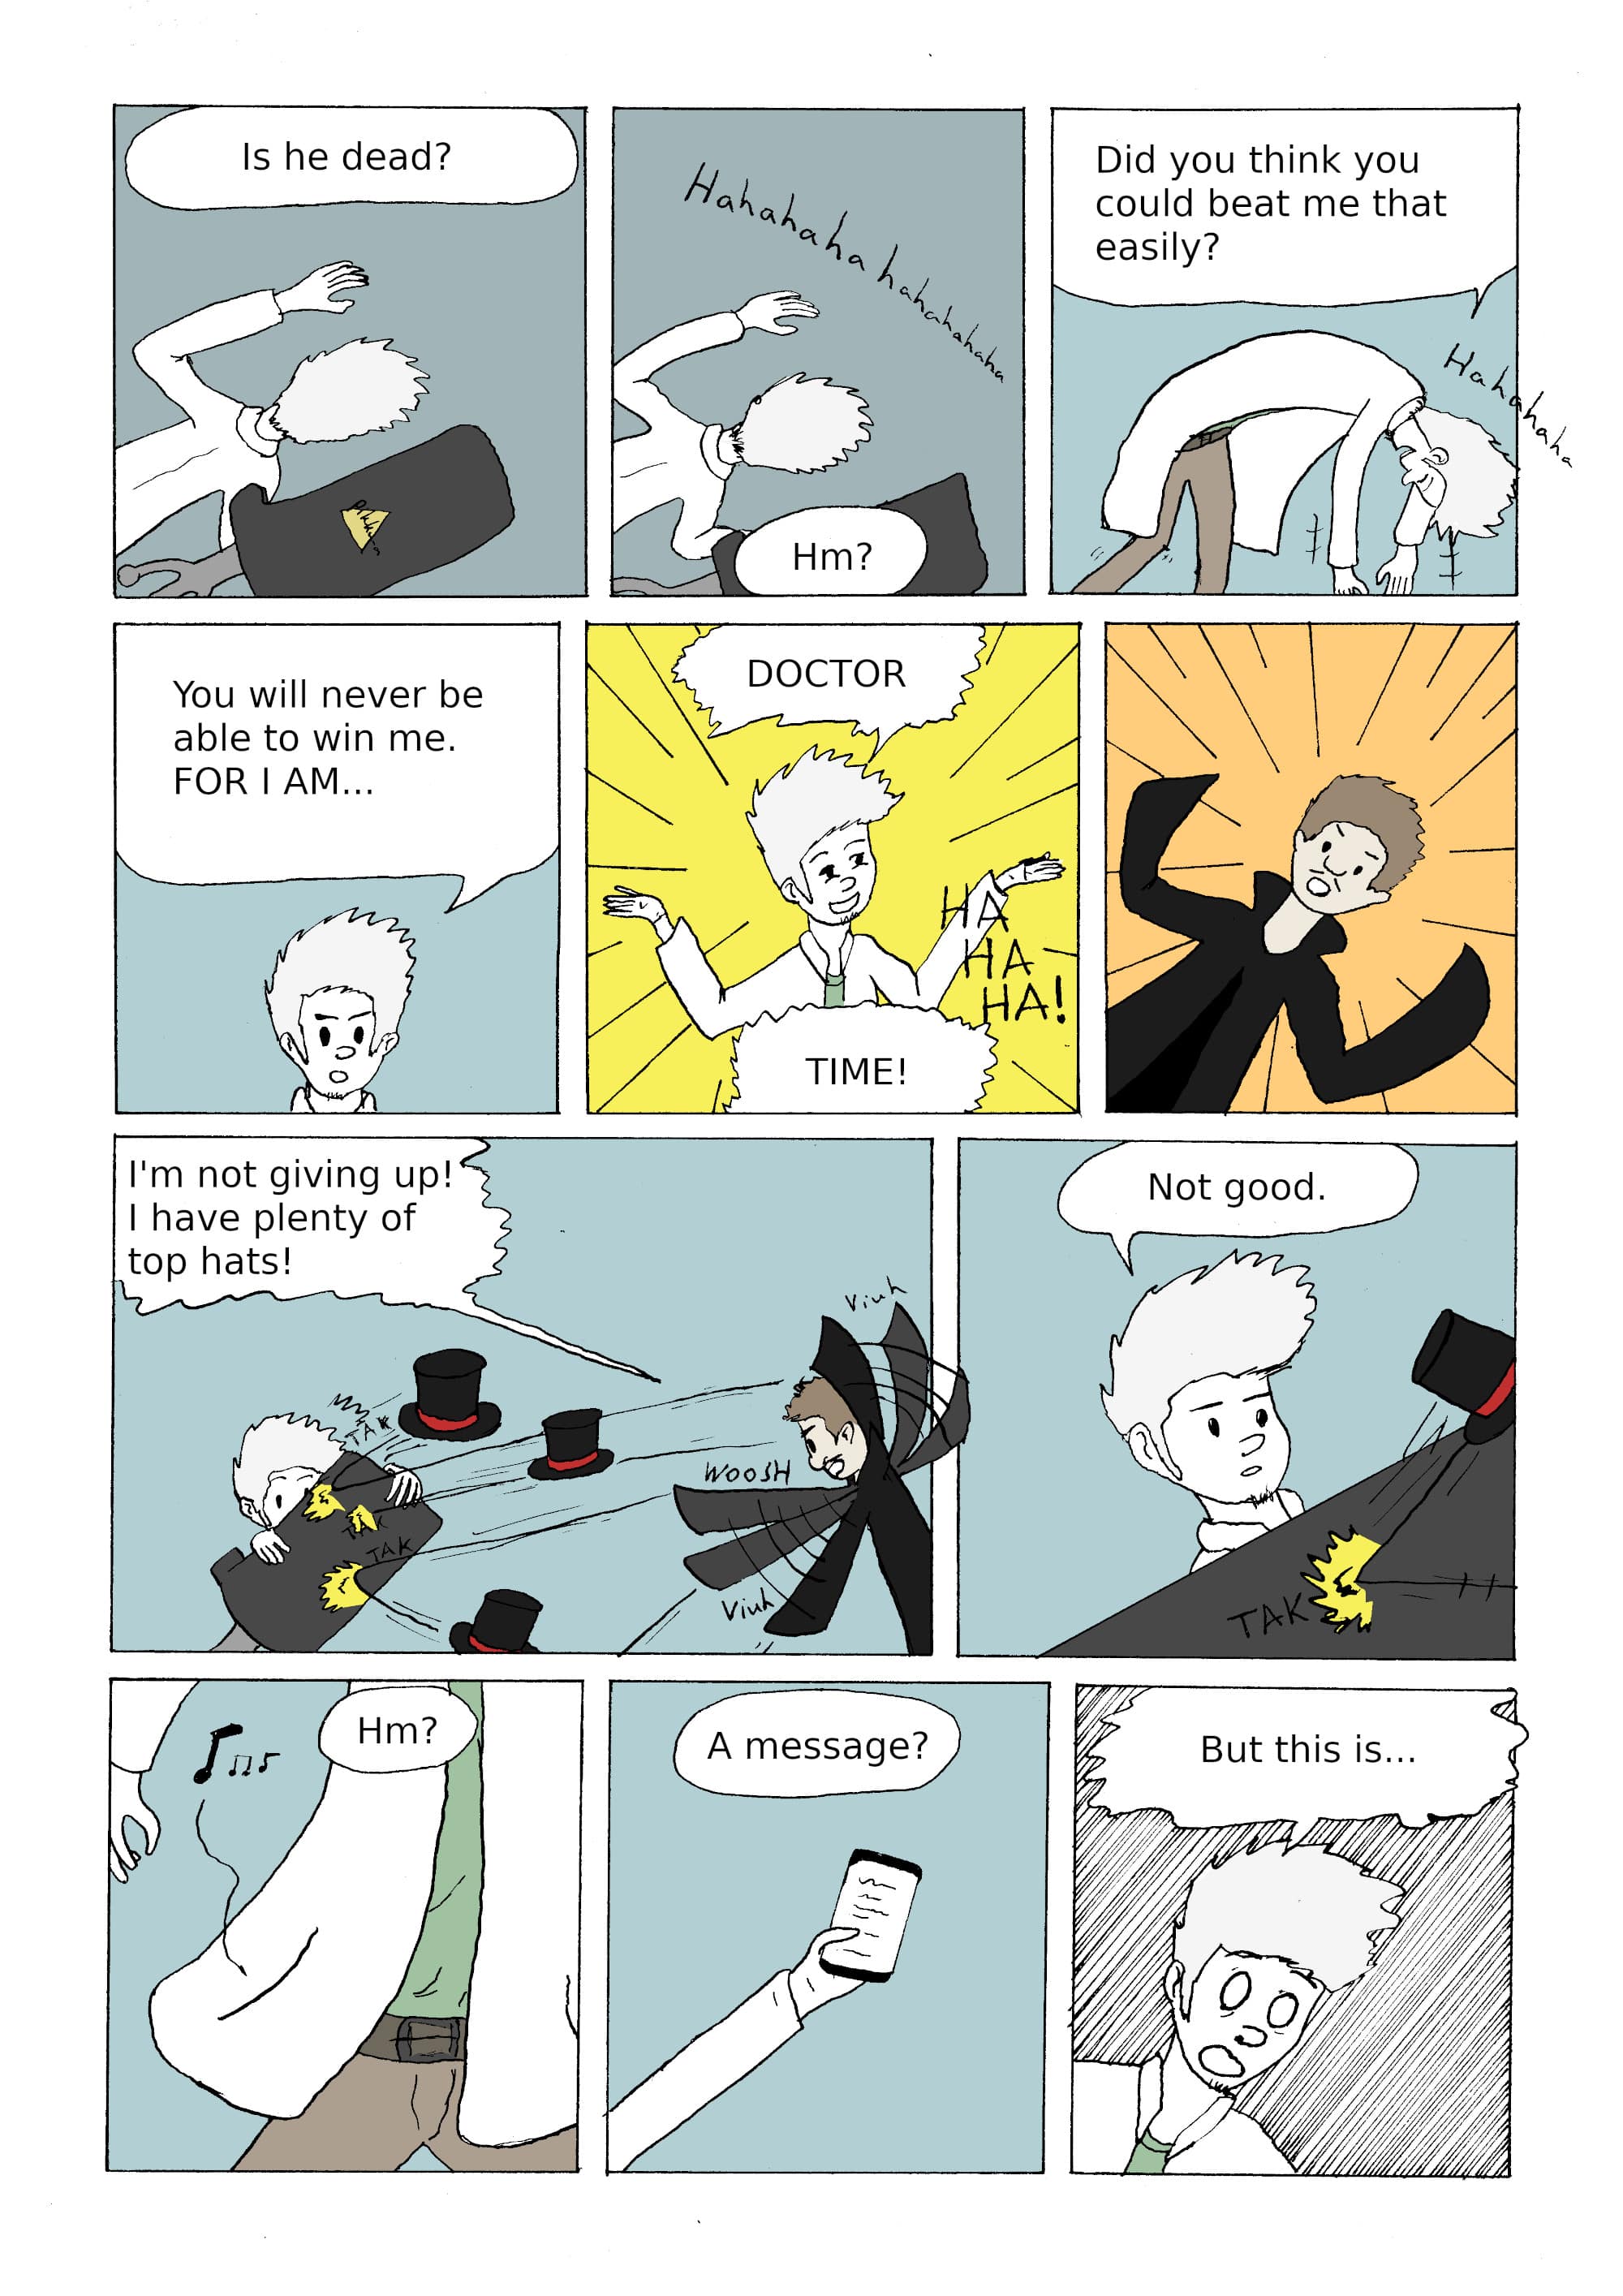 Is he dead?
Hahahahahahahahahaha
Hm?
Did you think you
could beat me that
easily?
Hahahaha
You will never be
able to win me.
FOR I AM...
DOCTOR
HA
HA
HA!
TIME!
I'm not giving up!
I have plenty of
top hats!
Viuh
TAK
WOOSH
TAK
TAK
Viuh
Not good.
TAK
Hm?
A message?
But this is...